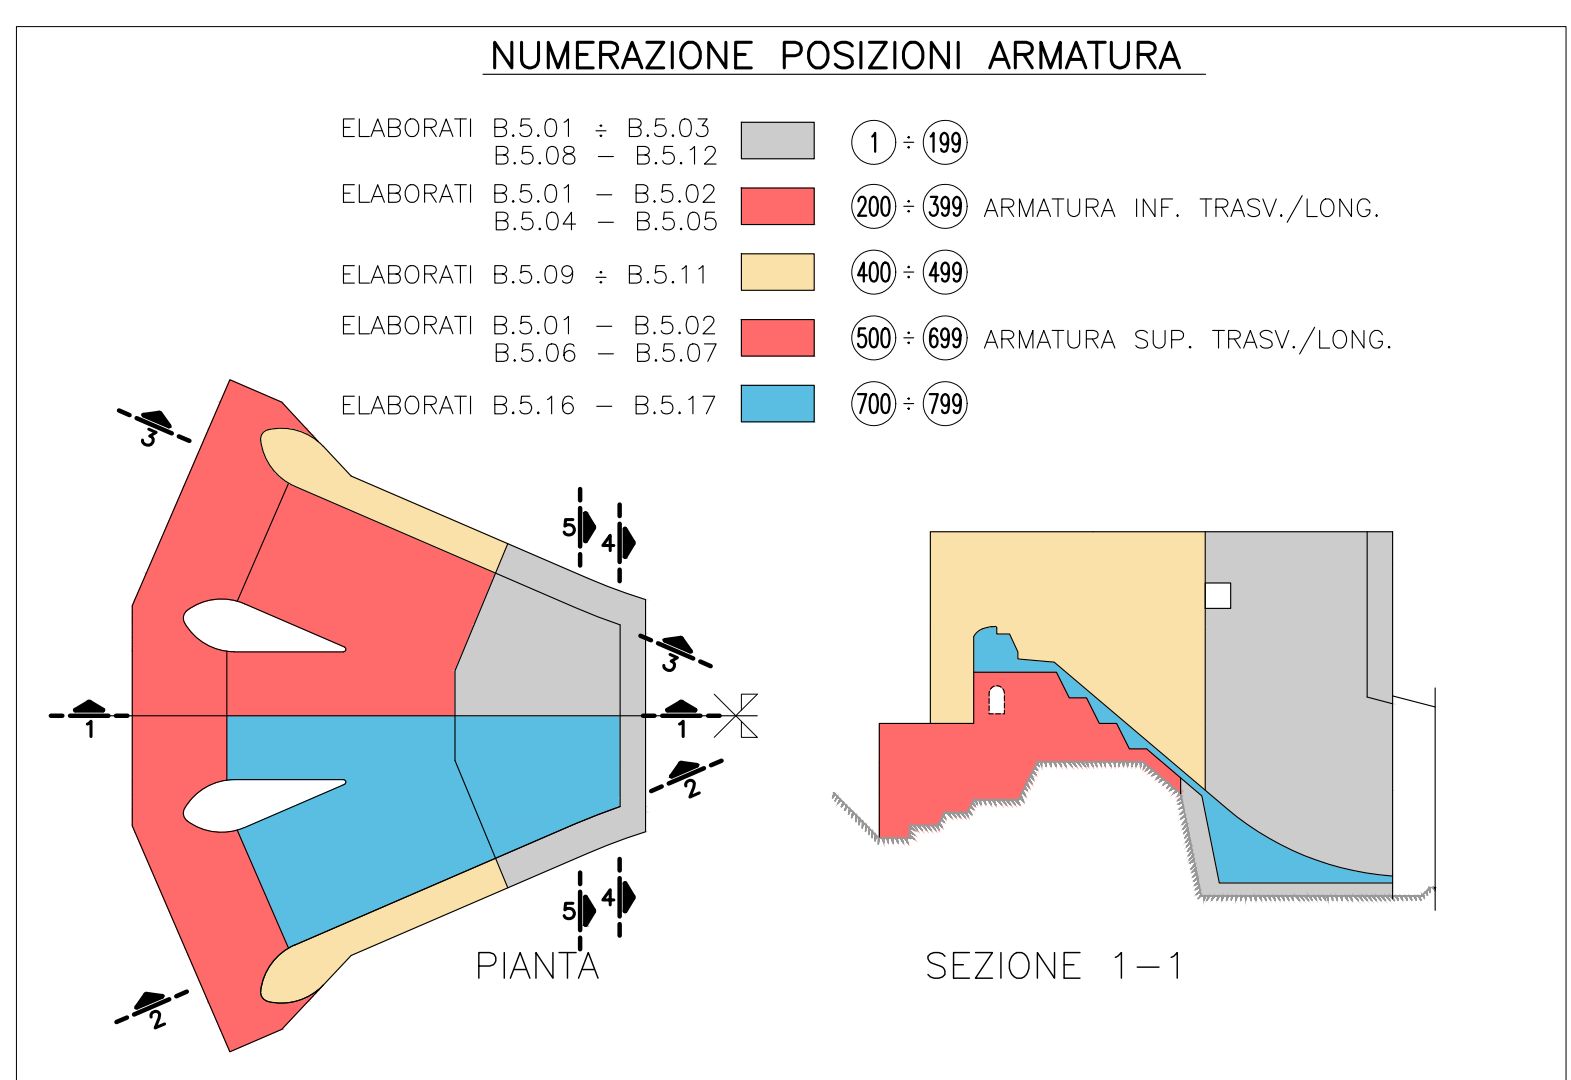 NUMERAZIONE POSIZIONI ARMATURA
ELABORATI B.5.01 ÷ B.5.03
B.5.08 – B.5.12
1 ÷ 199
ELABORATI B.5.01 – B.5.02
B.5.04 – B.5.05
200 ÷ 399 ARMATURA INF. TRASV./LONG.
ELABORATI B.5.09 ÷ B.5.11
400 ÷ 499
ELABORATI B.5.01 – B.5.02
B.5.06 – B.5.07
500 ÷ 699 ARMATURA SUP. TRASV./LONG.
ELABORATI B.5.16 – B.5.17
700 ÷ 799
3
5
4
3
1
1
2
5
4
2
PIANTA
SEZIONE 1–1